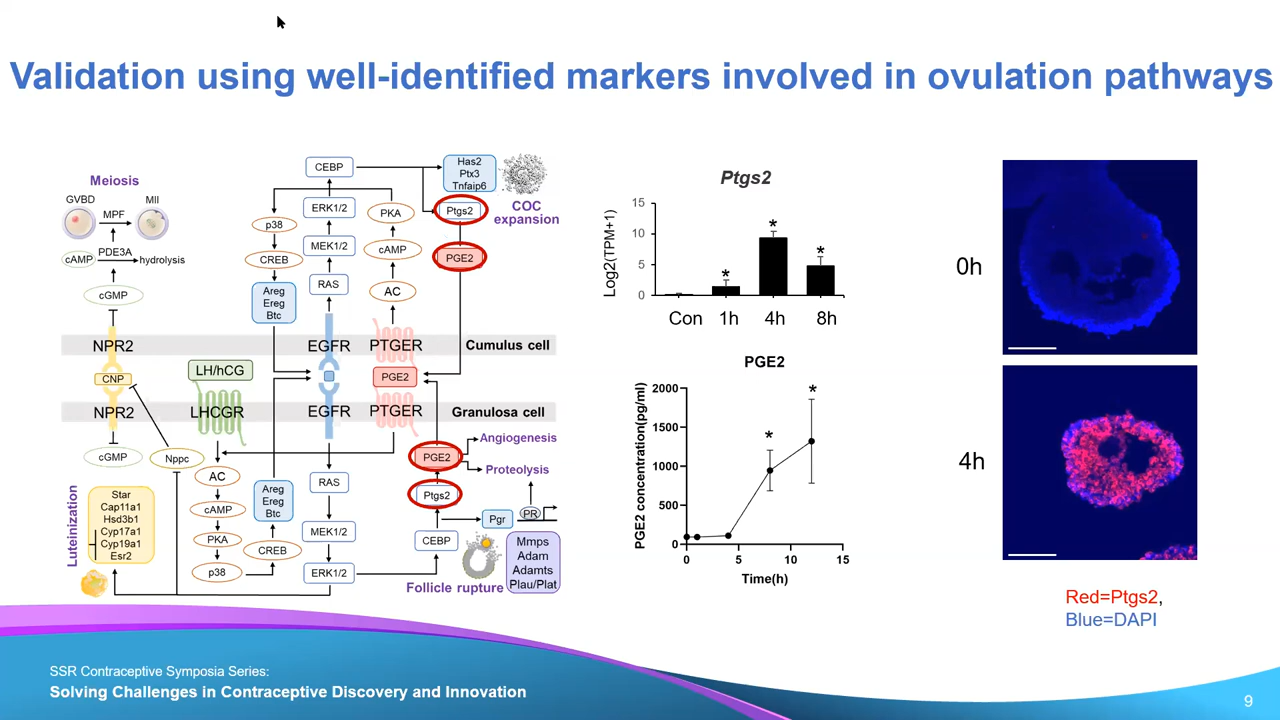 Validation using well-identified markers involved in ovulation pathways
Meiosis
GVBD
MII
MPF
PDE3A
cAMP
hydrolysis
cGMP
CEBP
ERK1/2
MEK1/2
RAS
p38
CREB
Areg
Ereg
Btc
PKA
cAMP
AC
Has2
Ptx3
Tnfaip6
COC
expansion
Ptgs2
PGE2
NPR2
EGFR
PTGER
Cumulus cell
CNP
LH/hCG
PGE2
NPR2
LHCGR
EGFR
PTGER
Granulosa cell
cGMP
Nppc
AC
cAMP
PKA
p38
Areg
Ereg
Btc
CREB
RAS
MEK1/2
ERK1/2
PGE2
Ptgs2
CEBP
Angiogenesis
Proteolysis
Pgr
PR
Mmps
Adam
Adamts
Plau/Plat
Follicle rupture
Luteinization
Star
Cap11a1
Hsd3b1
Cyp17a1
Cyp19a1
Esr2
Ptgs2
Log2(TPM+1)
15
10
5
0
*
*
*
Con 1h 4h 8h
PGE2
PGE2 concentration(pg/ml)
2000
1500
1000
500
0
*
*
0 5 10 15
Time(h)
0h
4h
Red=Ptgs2,
Blue=DAPI
SSR Contraceptive Symposia Series:
Solving Challenges in Contraceptive Discovery and Innovation
9